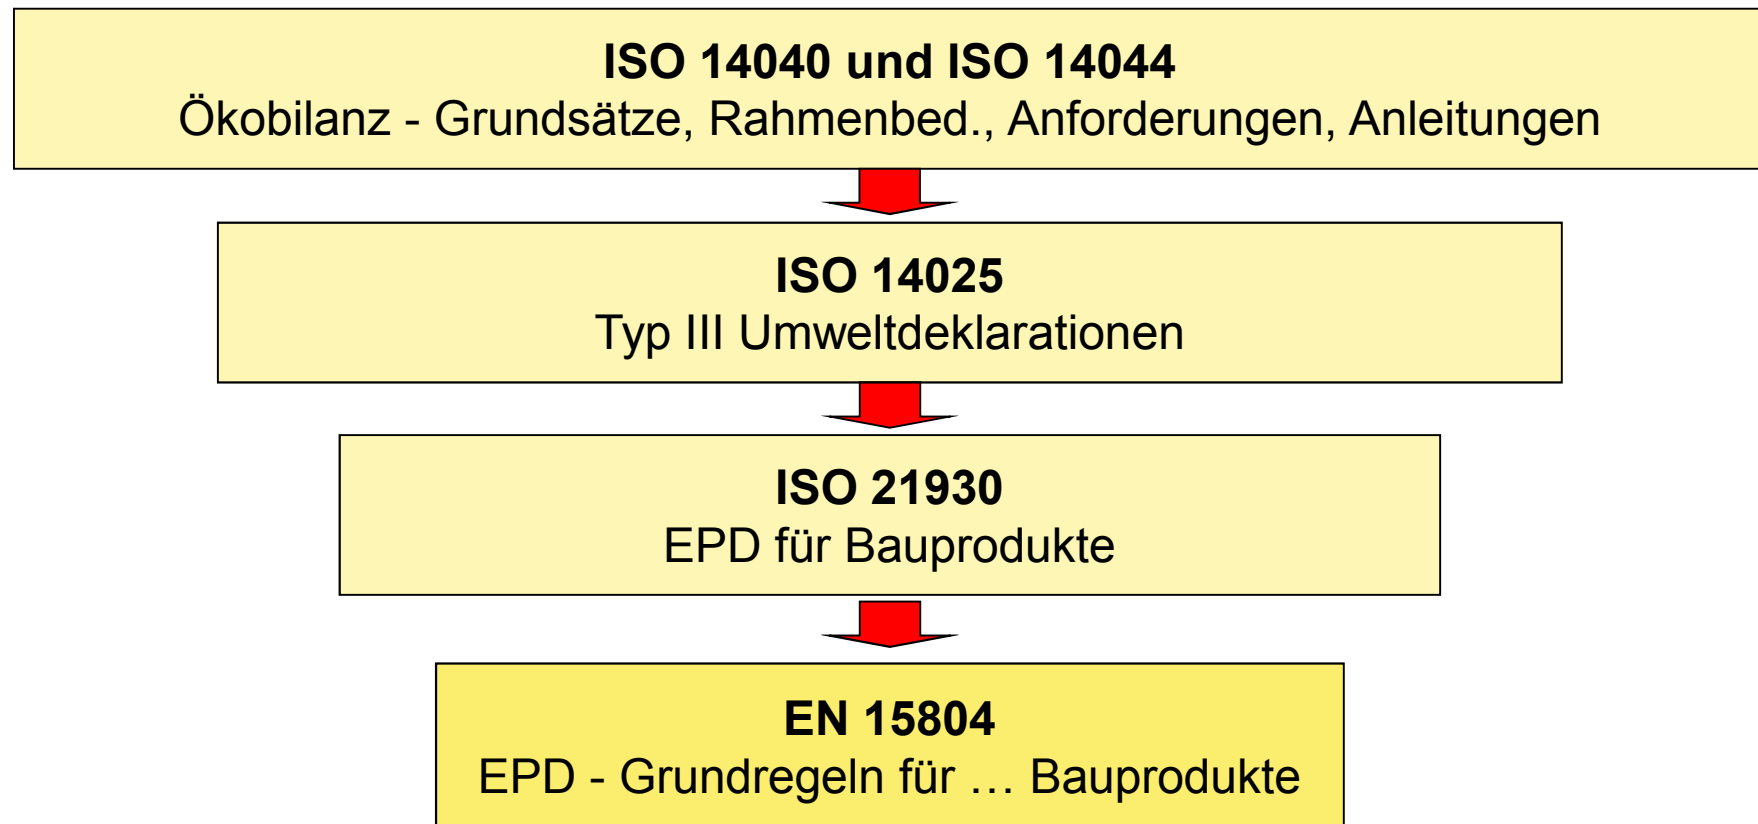 ISO 14040 und ISO 14044
Ökobilanz - Grundsätze, Rahmenbed., Anforderungen, Anleitungen
ISO 14025
Typ III Umweltdeklarationen
ISO 21930
EPD für Bauprodukte
EN 15804
EPD - Grundregeln für … Bauprodukte